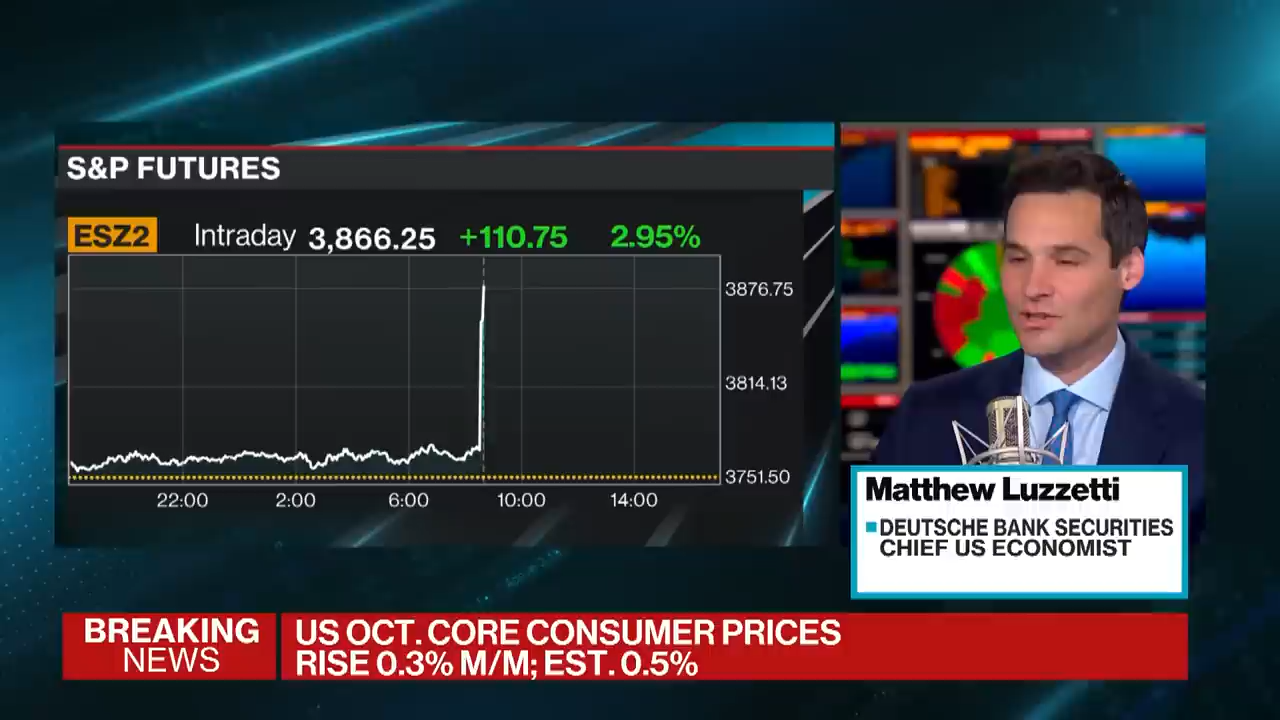 S&P FUTURES
ESZ2 Intraday 3,866.25 +110.75 2.95%
3876.75
3814.13
3751.50
22:00 2:00 6:00 10:00 14:00
Matthew Luzzetti
DEUTSCHE BANK SECURITIES
CHIEF US ECONOMIST
BREAKING
NEWS
US OCT. CORE CONSUMER PRICES
RISE 0.3% M/M; EST. 0.5%